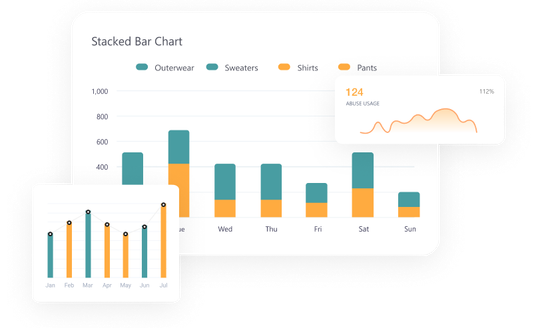 Stacked Bar Chart
Outerwear Sweaters Shirts Pants
1,000
800
600
400
ue Wed Thu Fri Sat Sun
124 112%
ABUSE USAGE
Jan Feb Mar Apr May Jun Jul